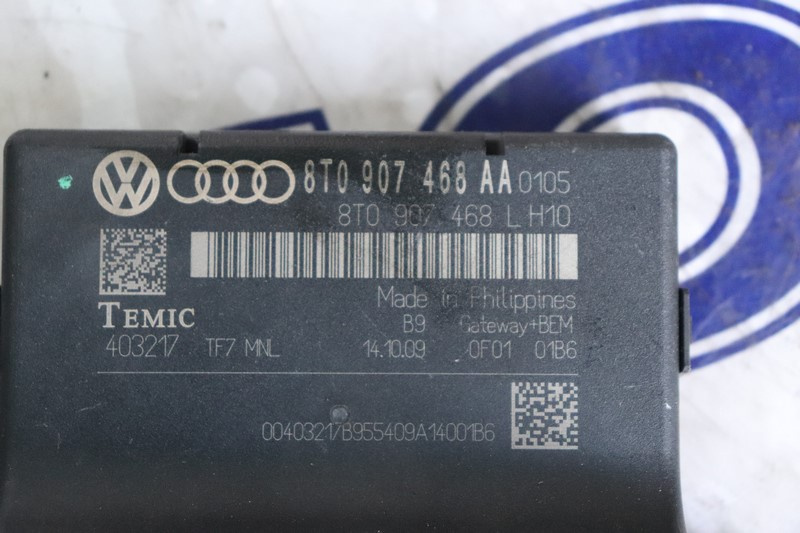 8T0 907 468 AA 0105
8T0 907 468 L H10
Made in Philippines
TEMIC
B9 Gateway+BEM
403217 TF7 MNL 14.10.09 0F01 01B6
00403217B955409A14001B6